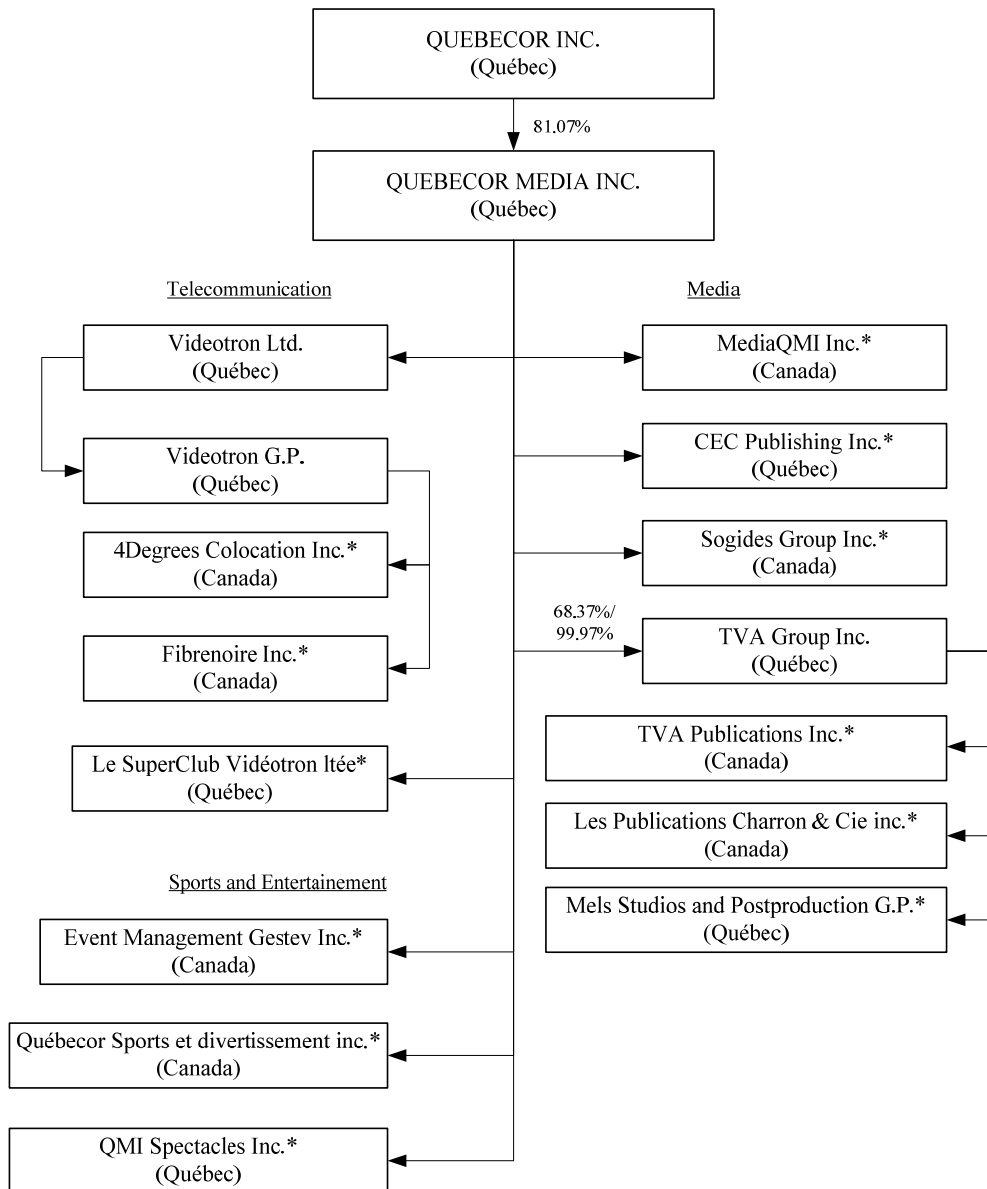 QUEBECOR INC.
(Québec)
81.07%
QUEBECOR MEDIA INC.
(Québec)
Telecommunication
Videotron Ltd.
(Québec)
Videotron G.P.
(Québec)
4Degrees Colocation Inc.*
(Canada)
Fibrenoire Inc.*
(Canada)
Le SuperClub Vidéotron ltée*
(Québec)
Sports and Entertainement
Event Management Gestev Inc.*
(Canada)
Québecor Sports et divertissement inc.*
(Canada)
QMI Spectacles Inc.*
(Québec)
Media
MediaQMI Inc.*
(Canada)
CEC Publishing Inc.*
(Québec)
Sogides Group Inc.*
(Canada)
68.37%/
99.97%
TVA Group Inc.
(Québec)
TVA Publications Inc.*
(Canada)
Les Publications Charron & Cie inc.*
(Canada)
Mels Studios and Postproduction G.P.*
(Québec)